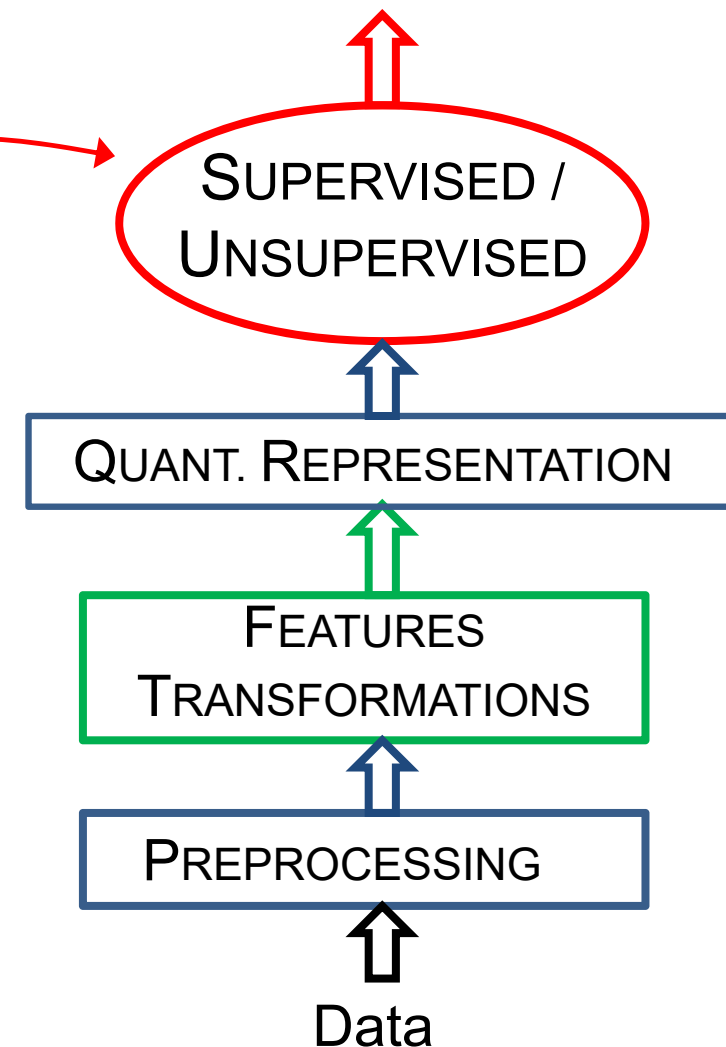 SUPERVISED /
UNSUPERVISED
QUANT. REPRESENTATION
FEATURES
TRANSFORMATIONS
PREPROCESSING
Data